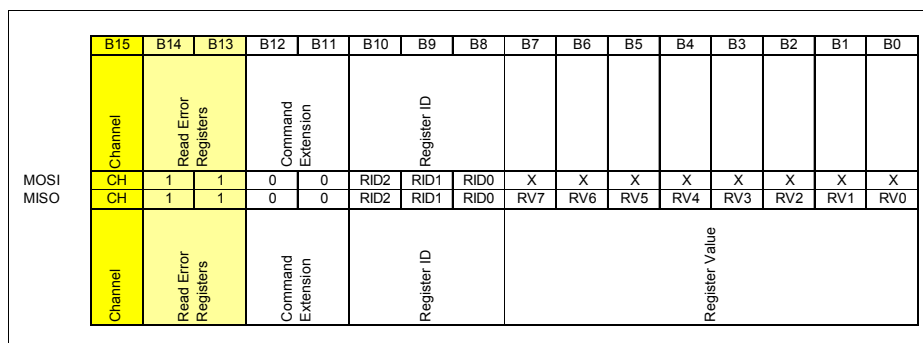 B15 B14 B13 B12 B11 B10 B9 B8 B7 B6 B5 B4 B3 B2 B1 B0
Channel
Read Error
Registers
Command
Extension
Register ID
MOSI CH 1 1 0 0 RID2 RID1 RID0 X X X X X X X X
MISO CH 1 1 0 0 RID2 RID1 RID0 RV7 RV6 RV5 RV4 RV3 RV2 RV1 RV0
Channel
Read Error
Registers
Command
Extension
Register ID
Register Value